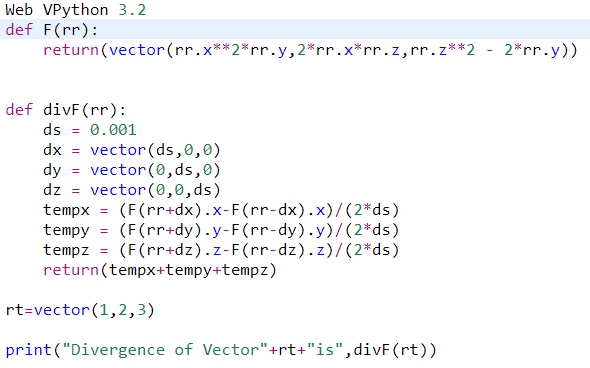 Web VPython 3.2
def F(rr):
    return(vector(rr.x**2*rr.y,2*rr.x*rr.z,rr.z**2 - 2*rr.y))
def divF(rr):
    ds = 0.001
    dx = vector(ds,0,0)
    dy = vector(0,ds,0)
    dz = vector(0,0,ds)
    tempx = (F(rr+dx).x-F(rr-dx).x)/(2*ds)
    tempy = (F(rr+dy).y-F(rr-dy).y)/(2*ds)
    tempz = (F(rr+dz).z-F(rr-dz).z)/(2*ds)
    return(tempx+tempy+tempz)
rt=vector(1,2,3)
print("Divergence of Vector"+rt+"is",divF(rt))